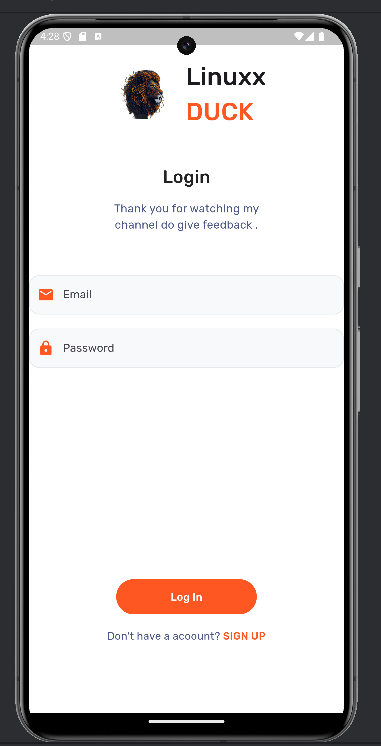 4:28
Linuxx
DUCK
Login
Thank you for watching my
channel do give feedback .
Email
Password
Log In
Don't have a acoount? SIGN UP